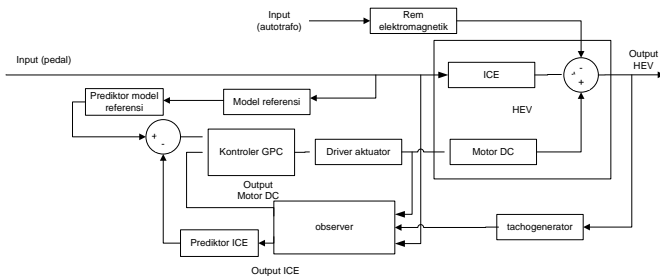 Input
(autotrafo)
Rem
elektromagnetik
Output
HEV
Input (pedal)
ICE
-
-
+
HEV
Prediktor model
referensi
Model referensi
+
-
Kontroler GPC
Driver aktuator
Motor DC
Output
Motor DC
observer
tachogenerator
Prediktor ICE
Output ICE